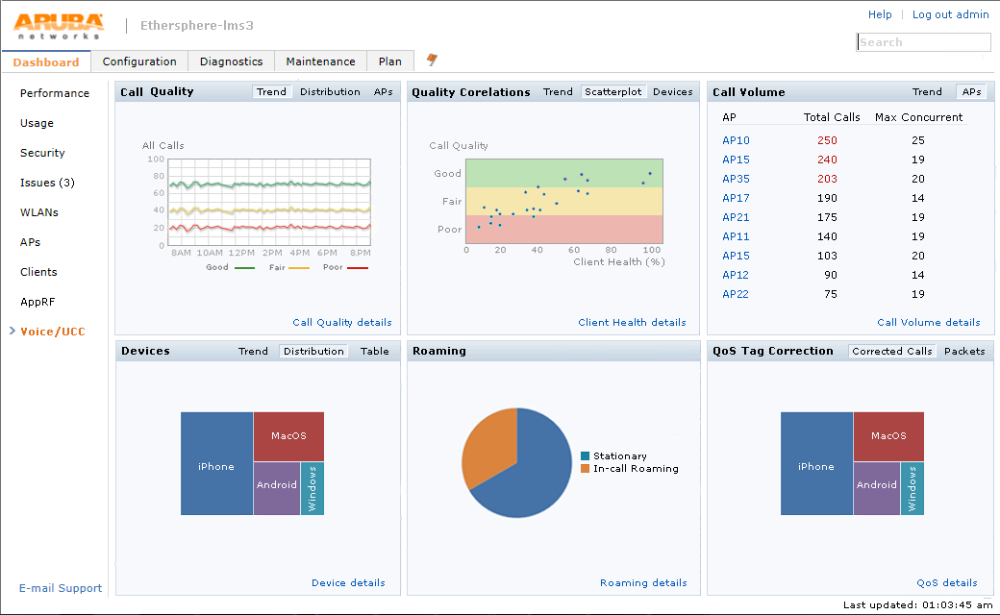 ARUBA
networks
Ethersphere-lms3
Help | Log out admin
Search
Dashboard Configuration Diagnostics Maintenance Plan
Performance
Usage
Security
Issues (3)
WLANs
APs
Clients
AppRF
Voice/UCC
E-mail Support
Call Quality Trend Distribution APs
All Calls
100
80
60
40
20
0
8AM 10AM 12PM 2PM 4PM 6PM 8.PM
Good Fair Poor
Call Quality details
Quality Corelations Trend Scatterplot Devices
Call Quality
Good
Fair
Poor
0 20 40 60 80 100
Client Health (%)
Client Health details
Call Volume Trend APs
AP Total Calls Max Concurrent
AP10 250 25
AP15 240 19
AP35 203 20
AP17 190 14
AP21 175 19
AP11 140 19
AP15 103 20
AP12 90 14
AP22 75 19
Call Volume details
Devices Trend Distribution Table
iPhone
MacOS
Android
Windows
Device details
Roaming
Stationary
In-call Roaming
Roaming details
QoS Tag Correction Corrected Calls Packets
iPhone
MacOS
Android
Windows
QoS details
Last updated: 01:03:45 am